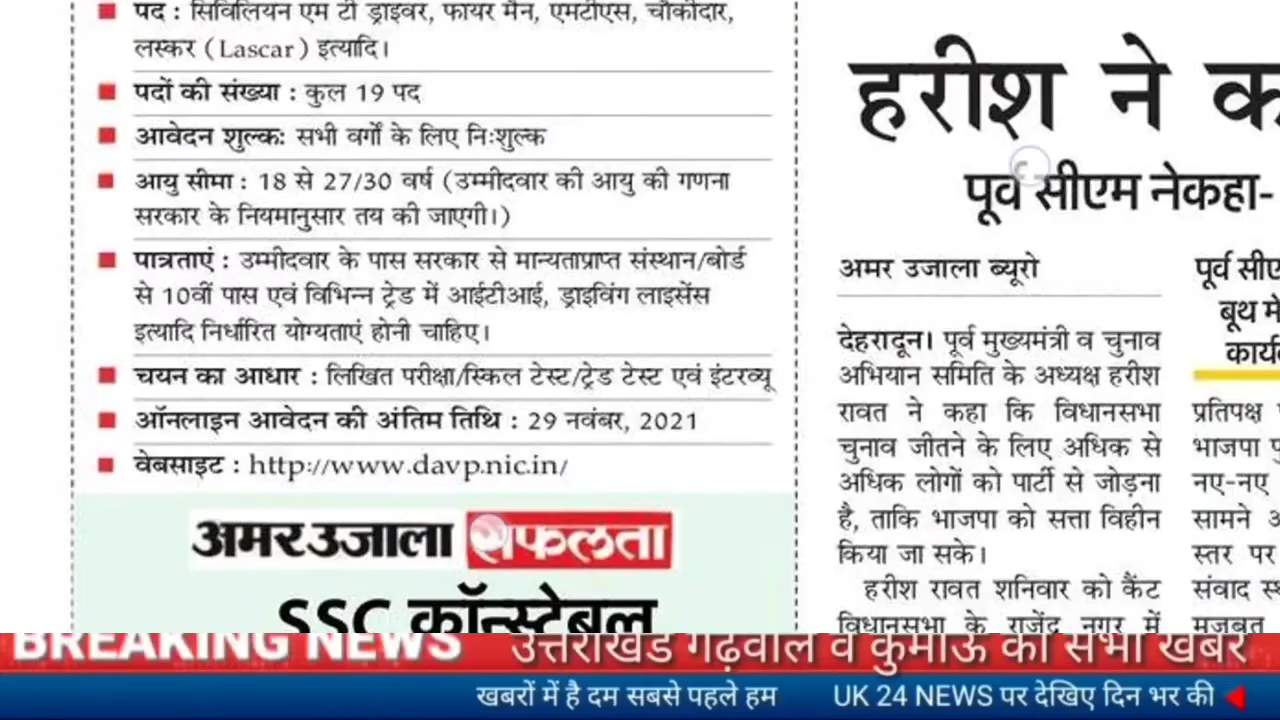 पद : सिविलियन एम टी ड्राइवर, फायर मैन, एमटीएस, चौकीदार,
लस्कर (Lascar) इत्यादि।
पदों की संख्या : कुल 19 पद
आवेदन शुल्कः सभी वर्गों के लिए निःशुल्क
आयु सीमा : 18 से 27/30 वर्ष (उम्मीदवार की आयु की गणना
सरकार के नियमानुसार तय की जाएगी।)
पात्रताएं : उम्मीदवार के पास सरकार से मान्यताप्राप्त संस्थान/बोर्ड
से 10वीं पास एवं विभिन्न ट्रेड में आईटीआई, ड्राइविंग लाइसेंस
इत्यादि निर्धारित योग्यताएं होनी चाहिए।
चयन का आधार : लिखित परीक्षा/स्किल टेस्ट/ट्रेड टेस्ट एवं इंटरव्यू
ऑनलाइन आवेदन की अंतिम तिथि : 29 नवंबर, 2021
वेबसाइट : http://www.davp.nic.in/
अमर उजाला सफलता
SSC कॉन्स्टेबल
हरीश ने क
पूर्व सीएम नेकहा-
अमर उजाला ब्यूरो
देहरादून। पूर्व मुख्यमंत्री व चुनाव
अभियान समिति के अध्यक्ष हरीश
रावत ने कहा कि विधानसभा
चुनाव जीतने के लिए अधिक से
अधिक लोगों को पार्टी से जोड़ना
है, ताकि भाजपा को सत्ता विहीन
किया जा सके।
हरीश रावत शनिवार को कैंट
विधानसभा के राजेंद्र नगर में
पूर्व सीए
बूथ मे
कार्य
प्रतिपक्ष
भाजपा पु
नए-नए
सामने अ
स्तर पर
संवाद स्थ
मजबूत
BREAKING NEWS
उत्तराखंड गढ़वाल व कुमाऊं की सभी खबर
खबरों में है दम सबसे पहले हम
UK 24 NEWS पर देखिए दिन भर की